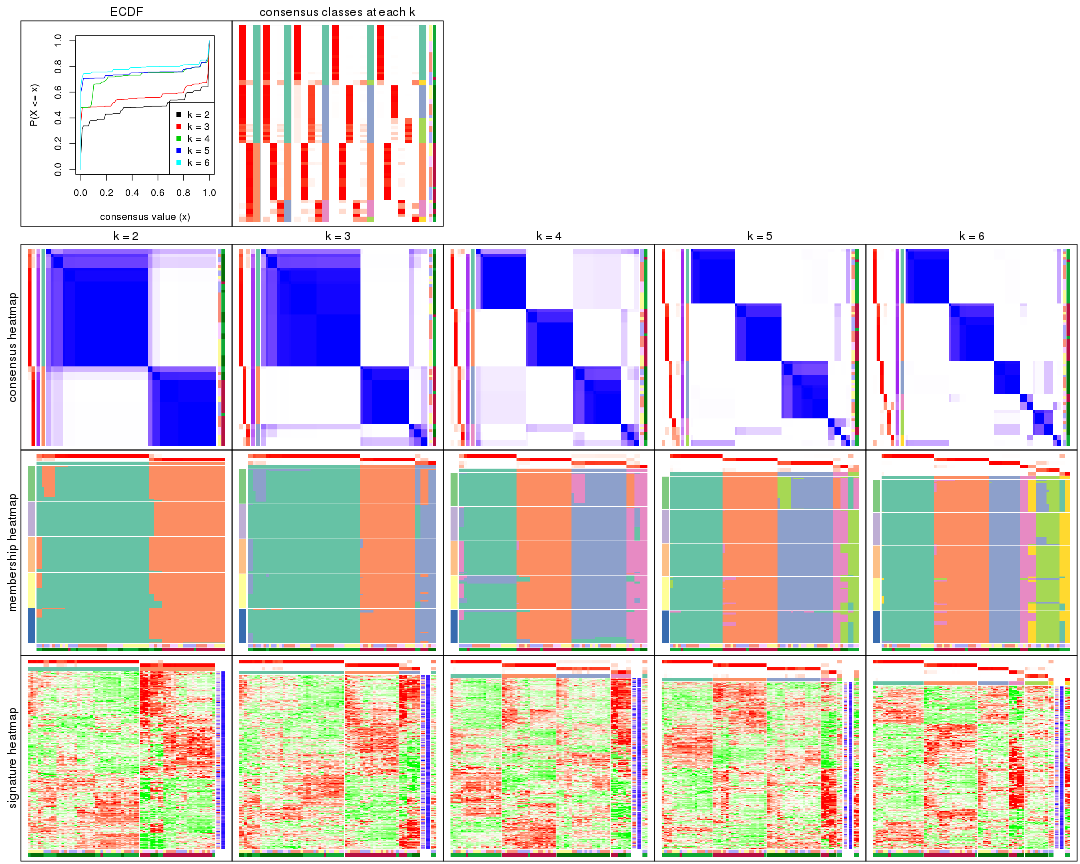 ECDF
consensus classes at each k
P(X <= x)
0.0 0.2 0.4 0.6 0.8 1.0
k = 2
k = 3
k = 4
k = 5
k = 6
0.0 0.2 0.4 0.6 0.8 1.0
consensus value (x)
k = 2
k = 3
k = 4
k = 5
k = 6
consensus heatmap
membership heatmap
signature heatmap